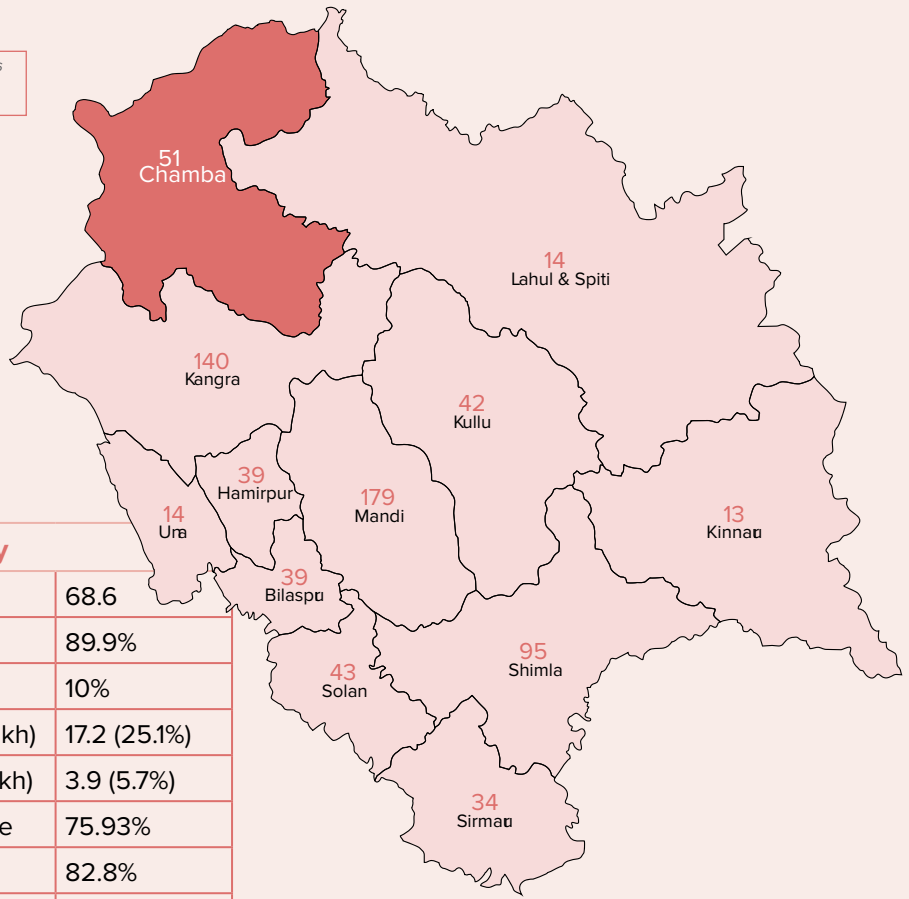 51
Chamba
14
Lahul & Spiti
140
Kangra
42
Kullu
39
Hamirpur
179
Mandi
14
Una
13
Kinnau
39
Bilaspu
43
Solan
95
Shimla
34
Sirmau
y
68.6
89.9%
10%
kh) 17.2 (25.1%)
kh) 3.9 (5.7%)
e 75.93%
82.8%